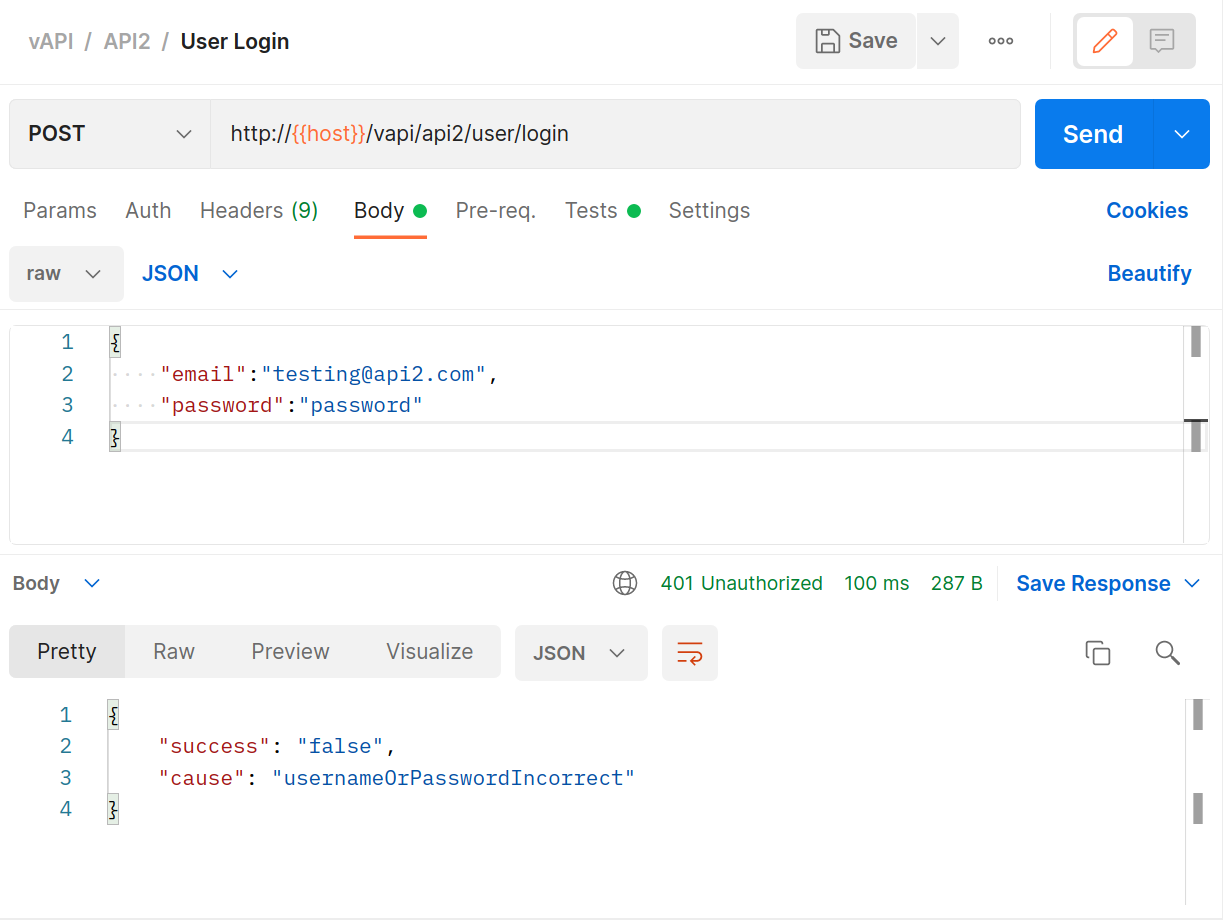 vAPI / API2 / User Login Save
POST http://{{host}}/vapi/api2/user/login Send
Params Auth Headers (9) Body Pre-req. Tests Settings Cookies
raw JSON Beautify
1 {
2 "email":"testing@api2.com",
3 "password":"password"
4 }
Body 401 Unauthorized 100 ms 287 B Save Response
Pretty Raw Preview Visualize JSON
1 {
2 "success": "false",
3 "cause": "usernameOrPasswordIncorrect"
4 }